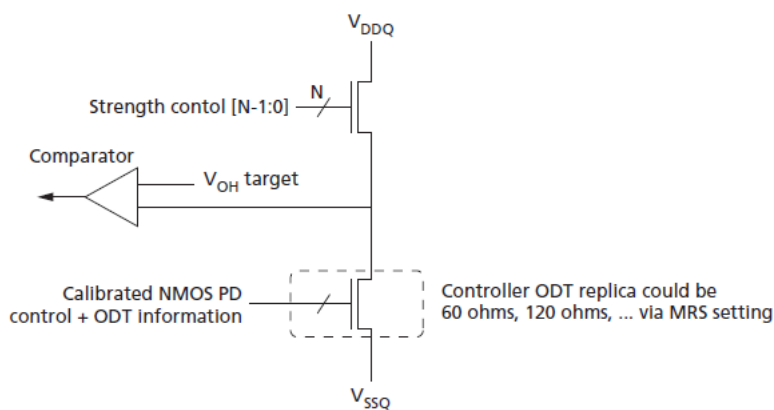 V_DDQ
N
Strength contol [N-1:0]
Comparator
V_OH target
Calibrated NMOS PD
control + ODT information
Controller ODT replica could be
60 ohms, 120 ohms, ... via MRS setting
V_SSQ